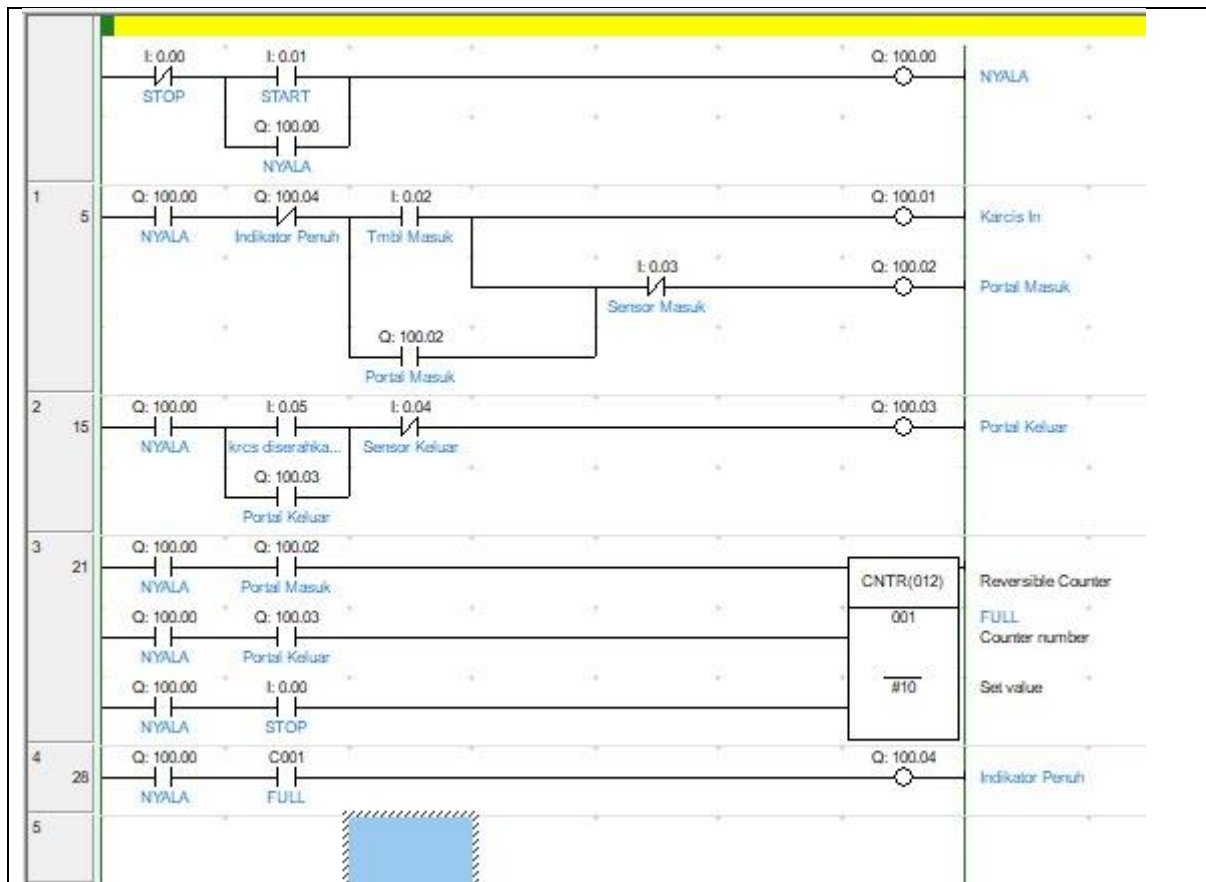 I: 0.00 I: 0.01 Q: 100.00
NYALA
STOP START
Q: 100.00
NYALA
1
Q: 100.00 Q: 100.04 I: 0.02 Q: 100.01
5
Karcis In
NYALA Indikator Penuh Tmbl Masuk
I: 0.03 Q: 100.02
Portal Masuk
Sensor Masuk
Q: 100.02
Portal Masuk
2
Q: 100.00 I: 0.05 I: 0.04 Q: 100.03
15
Portal Keluar
NYALA krcs diserahka... Sensor Keluar
Q: 100.03
Portal Keluar
3
Q: 100.00 Q: 100.02
21
CNTR(012) Reversible Counter
NYALA Portal Masuk
Q: 100.00 Q: 100.03 001 FULL
Counter number
NYALA Portal Keluar
Q: 100.00 I: 0.00 #10 Set value
NYALA STOP
4
Q: 100.00 C001 Q: 100.04
28
Indikator Penuh
NYALA FULL
5